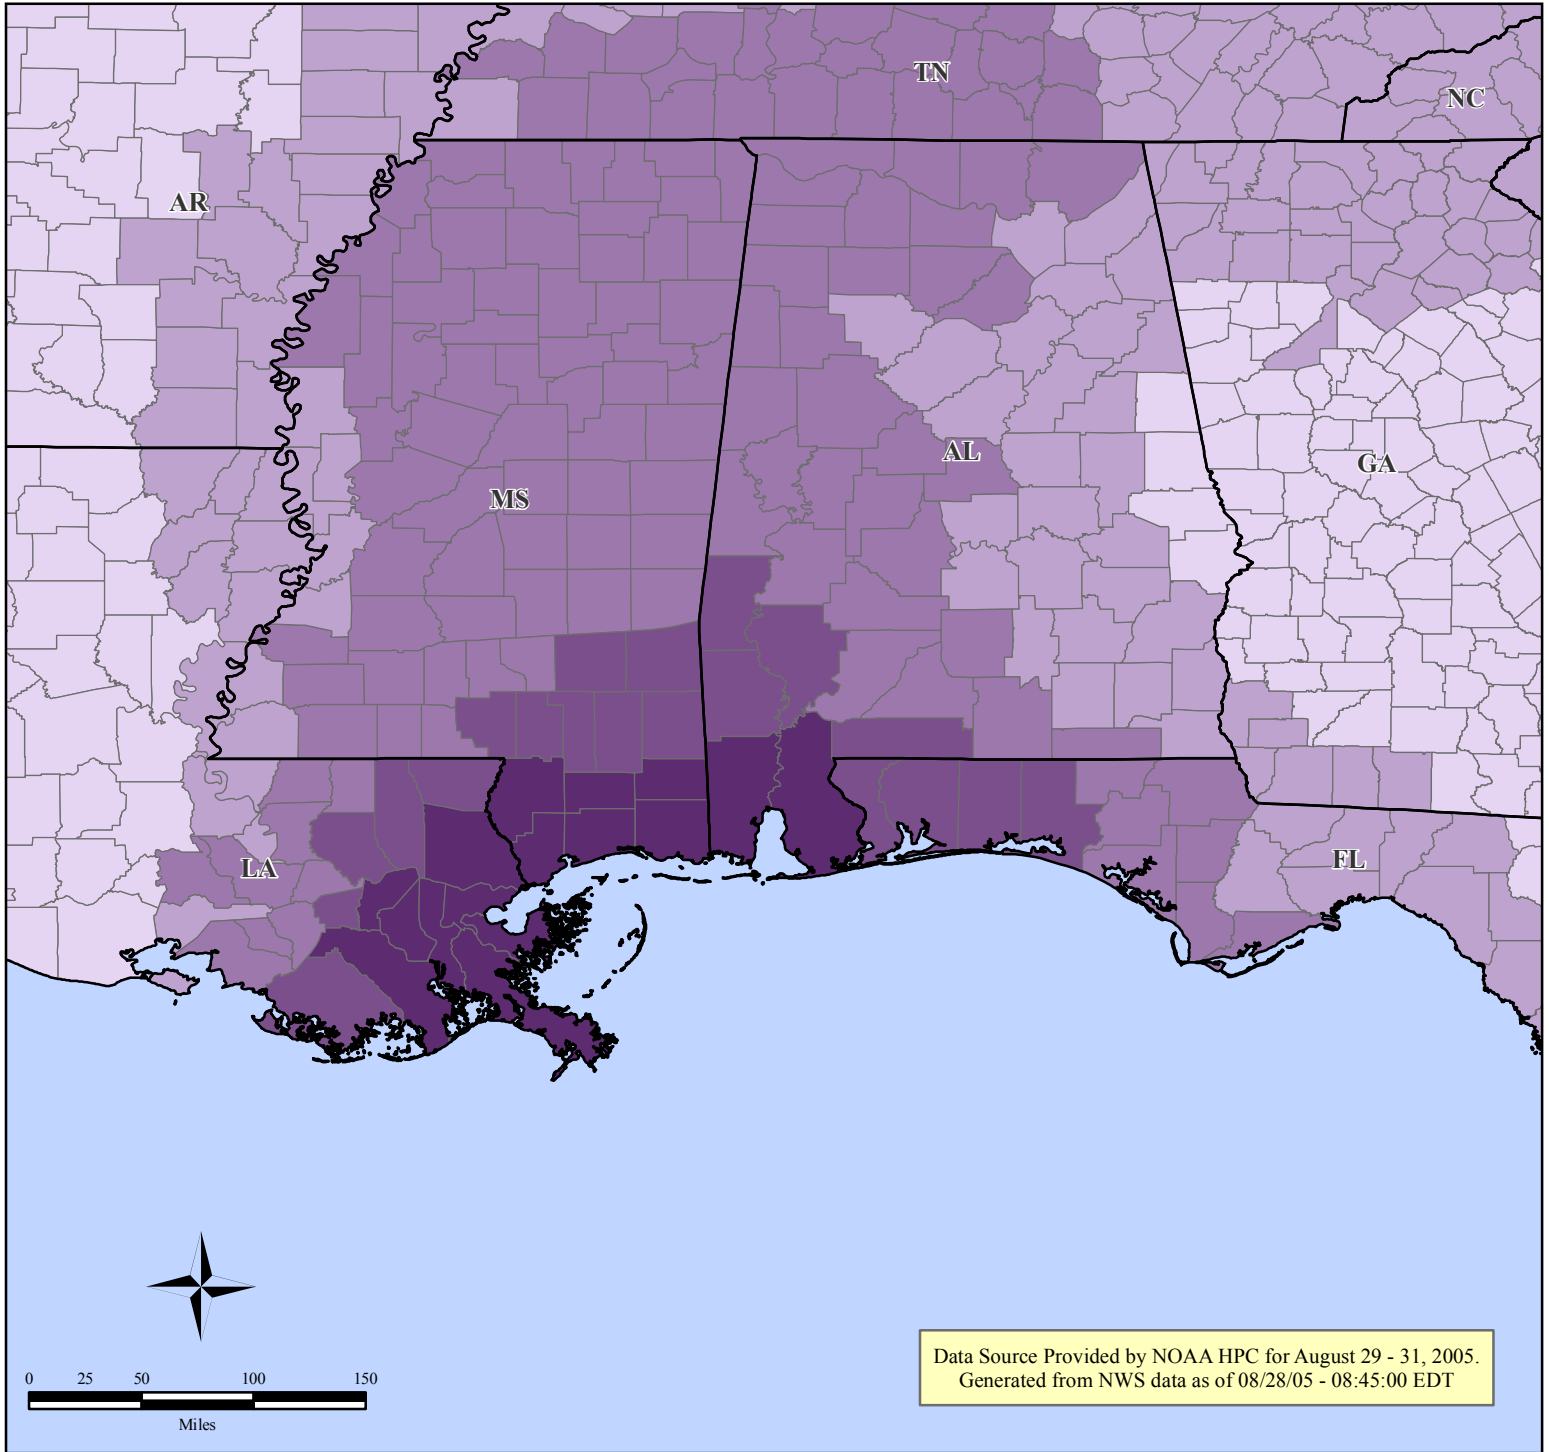 TN
NC
AR
AL
GA
MS
LA
FL
0 25 50 100 150
Miles
Data Source Provided by NOAA HPC for August 29 - 31, 2005.
Generated from NWS data as of 08/28/05 - 08:45:00 EDT